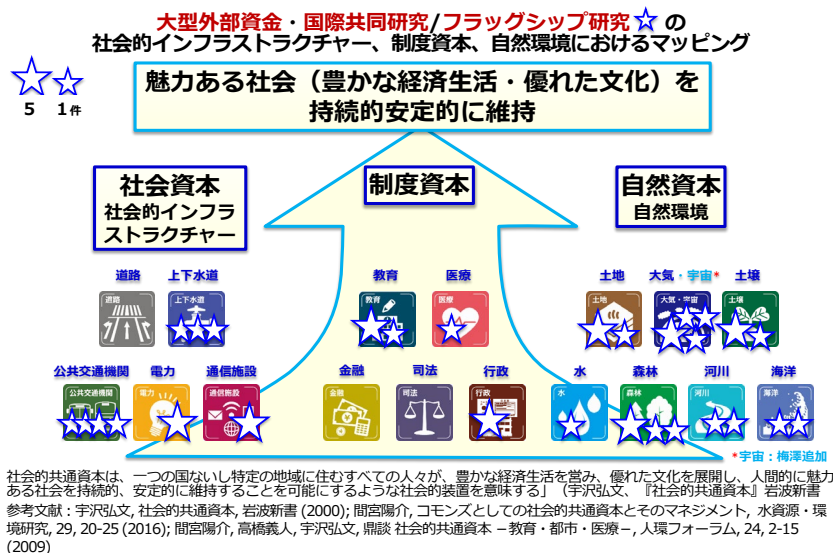 大型外部資金・国際共同研究/フラッグシップ研究 の
社会的インフラストラクチャー、制度資本、自然環境におけるマッピング
5 1件
魅力ある社会（豊かな経済生活・優れた文化）を
持続的安定的に維持
社会資本
社会的インフラ
ストラクチャー
制度資本
自然資本
自然環境
道路 上下水道 教育 医療 土地 大気・宇宙* 土壌
道路 上下水道 教育 医療 土地 大気・宇宙 土壌
公共交通機関 電力 通信施設 金融 司法 行政 水 森林 河川 海洋
公共交通機関 電力 通信施設 金融 司法 行政 水 森林 河川 海洋
*宇宙：梅澤追加
社会的共通資本は、一つの国ないし特定の地域に住むすべての人々が、豊かな経済生活を営み、優れた文化を展開し、人間的に魅力
ある社会を持続的、安定的に維持することを可能にするような社会的装置を意味する」（宇沢弘文、『社会的共通資本』岩波新書
参考文献：宇沢弘文, 社会的共通資本, 岩波新書 (2000); 間宮陽介, コモンズとしての社会的共通資本とそのマネジメント, 水資源・環
境研究, 29, 20-25 (2016); 間宮陽介, 高橋義人, 宇沢弘文, 鼎談 社会的共通資本 －教育・都市・医療－, 人環フォーラム, 24, 2-15
(2009)